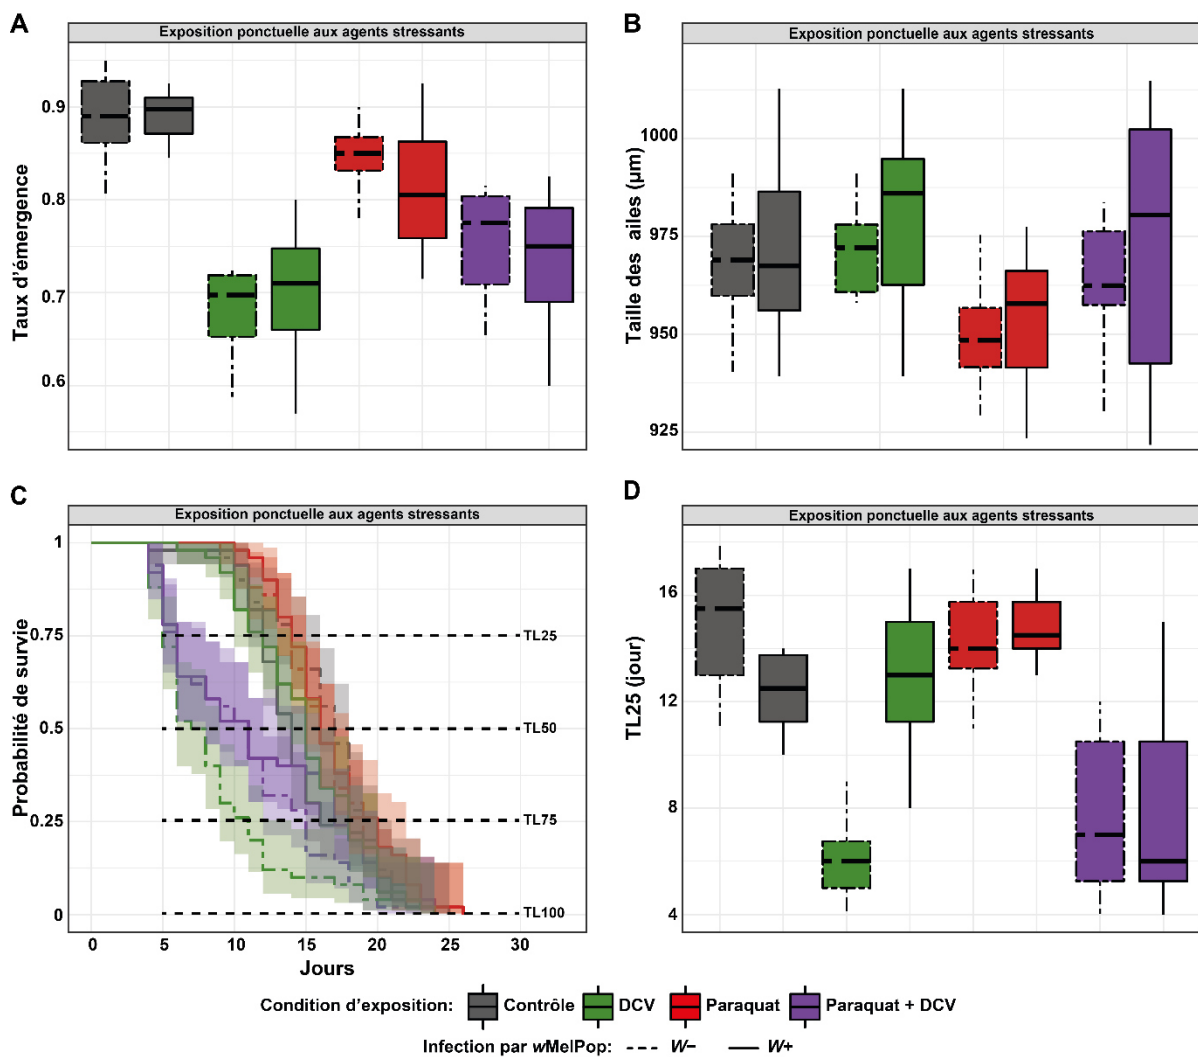 A
Exposition ponctuelle aux agents stressants
Taux d'émergence
0.9
0.8
0.7
0.6
B
Exposition ponctuelle aux agents stressants
Taille des ailes (µm)
1000
975
950
925
C
Exposition ponctuelle aux agents stressants
Probabilité de survie
1
0.75
0.5
0.25
0
TL25
TL50
TL75
TL100
0 5 10 15 20 25 30
Jours
D
Exposition ponctuelle aux agents stressants
TL25 (jour)
16
12
8
4
Condition d'exposition: Contrôle DCV Paraquat Paraquat + DCV
Infection par wMelPop: W− W+